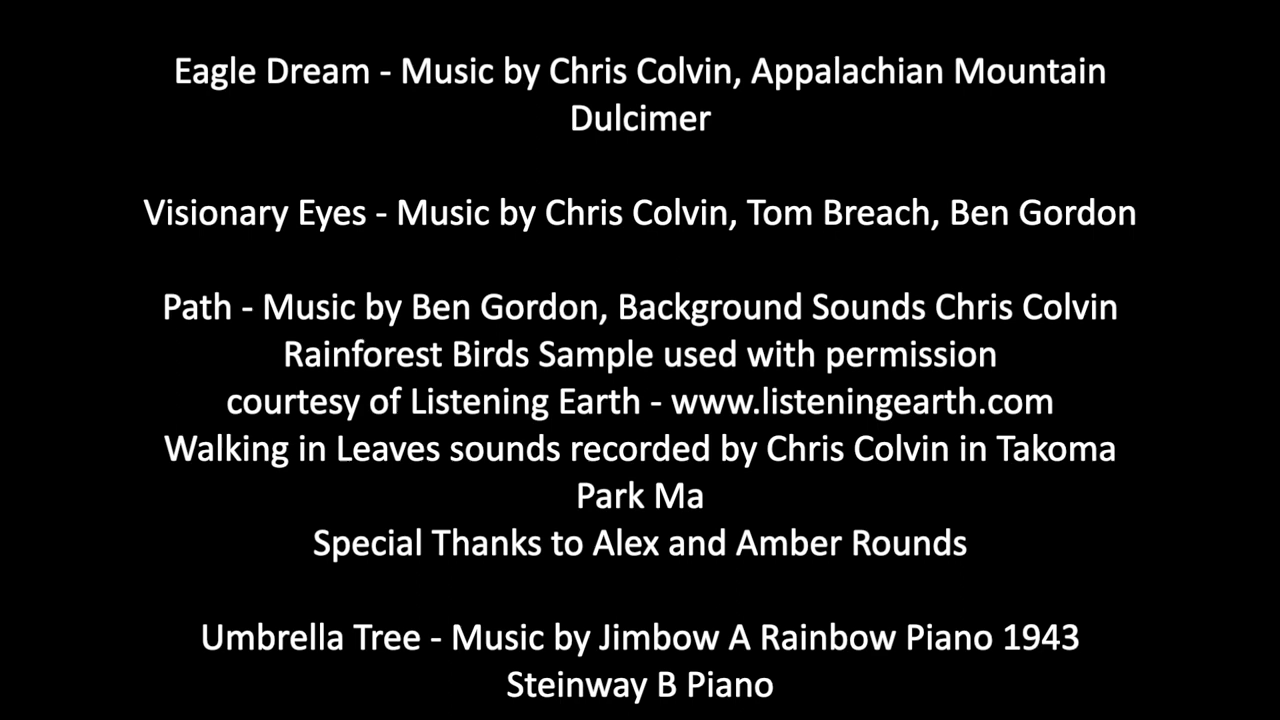 Eagle Dream - Music by Chris Colvin, Appalachian Mountain
Dulcimer
Visionary Eyes - Music by Chris Colvin, Tom Breach, Ben Gordon
Path - Music by Ben Gordon, Background Sounds Chris Colvin
Rainforest Birds Sample used with permission
courtesy of Listening Earth - www.listeningearth.com
Walking in Leaves sounds recorded by Chris Colvin in Takoma
Park Ma
Special Thanks to Alex and Amber Rounds
Umbrella Tree - Music by Jimbow A Rainbow Piano 1943
Steinway B Piano